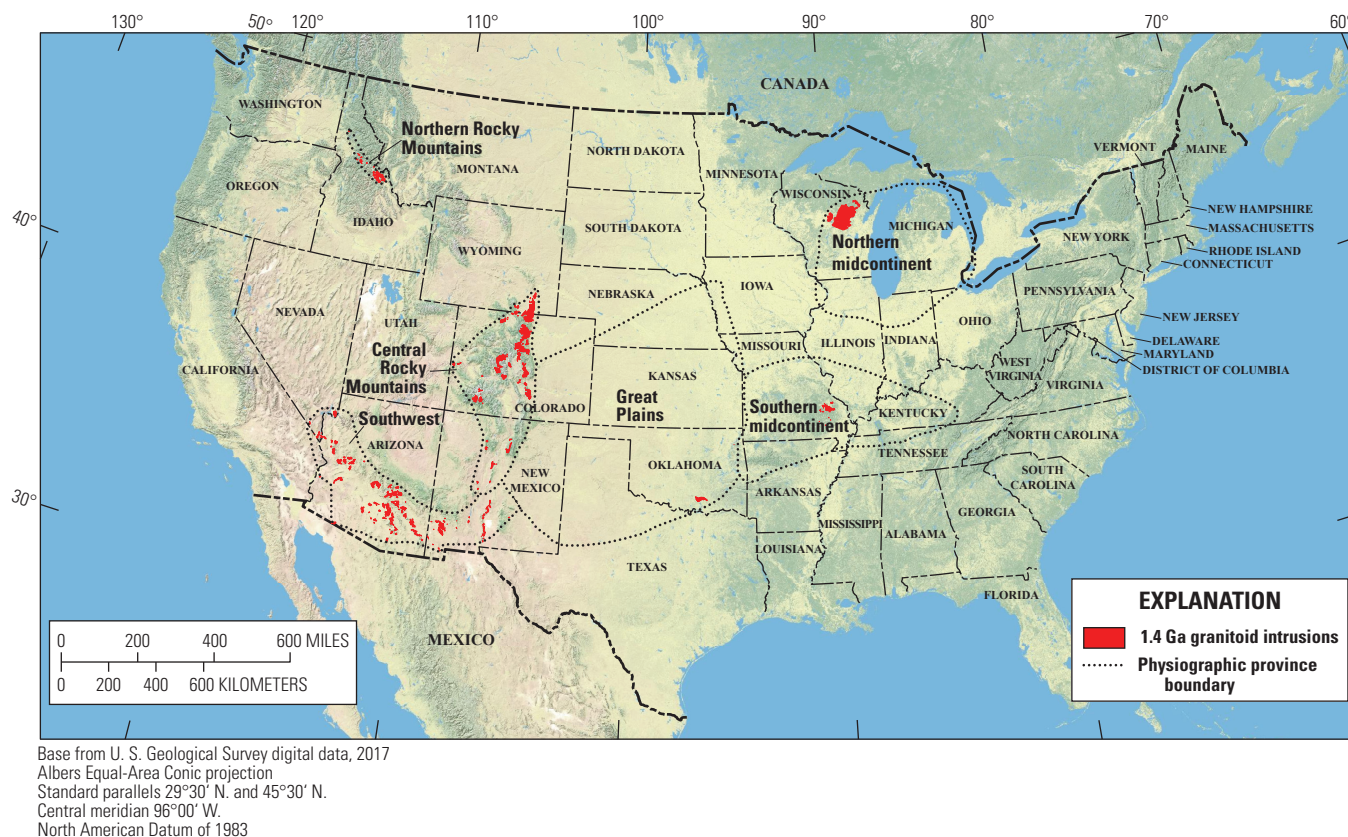 130°
50°
120°
110°
100°
90°
80°
70°
60°
40°
30°
CANADA
WASHINGTON
Northern Rocky
Mountains
MONTANA
NORTH DAKOTA
MINNESOTA
VERMONT
MAINE
OREGON
IDAHO
WISCONSIN
MICHIGAN
NEW HAMPSHIRE
MASSACHUSETTS
SOUTH DAKOTA
WYOMING
Northern
midcontinent
NEW YORK
RHODE ISLAND
CONNECTICUT
NEBRASKA
IOWA
PENNSYLVANIA
NEVADA
UTAH
OHIO
NEW JERSEY
CALIFORNIA
Central
Rocky
Mountains
MISSOURI
ILLINOIS
INDIANA
DELAWARE
MARYLAND
DISTRICT OF COLUMBIA
WEST
VIRGINIA
VIRGINIA
KANSAS
COLORADO
Great
Plains
Southern
midcontinent
KENTUCKY
Southwest
ARIZONA
NORTH CAROLINA
TENNESSEE
NEW
MEXICO
OKLAHOMA
ARKANSAS
SOUTH
CAROLINA
MISSISSIPPI
ALABAMA
GEORGIA
LOUISIANA
TEXAS
FLORIDA
MEXICO
0 200 400 600 MILES
0 200 400 600 KILOMETERS
EXPLANATION
1.4 Ga granitoid intrusions
Physiographic province
boundary
Base from U. S. Geological Survey digital data, 2017
Albers Equal-Area Conic projection
Standard parallels 29°30' N. and 45°30' N.
Central meridian 96°00' W.
North American Datum of 1983